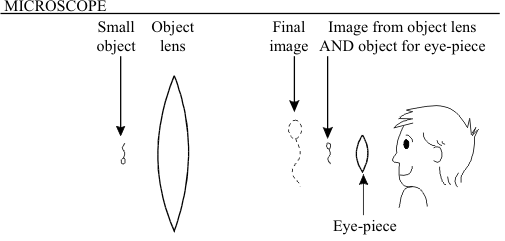 MICROSCOPE
Small
object
Object
lens
Final
image
Image from object lens
AND object for eye-piece
Eye-piece